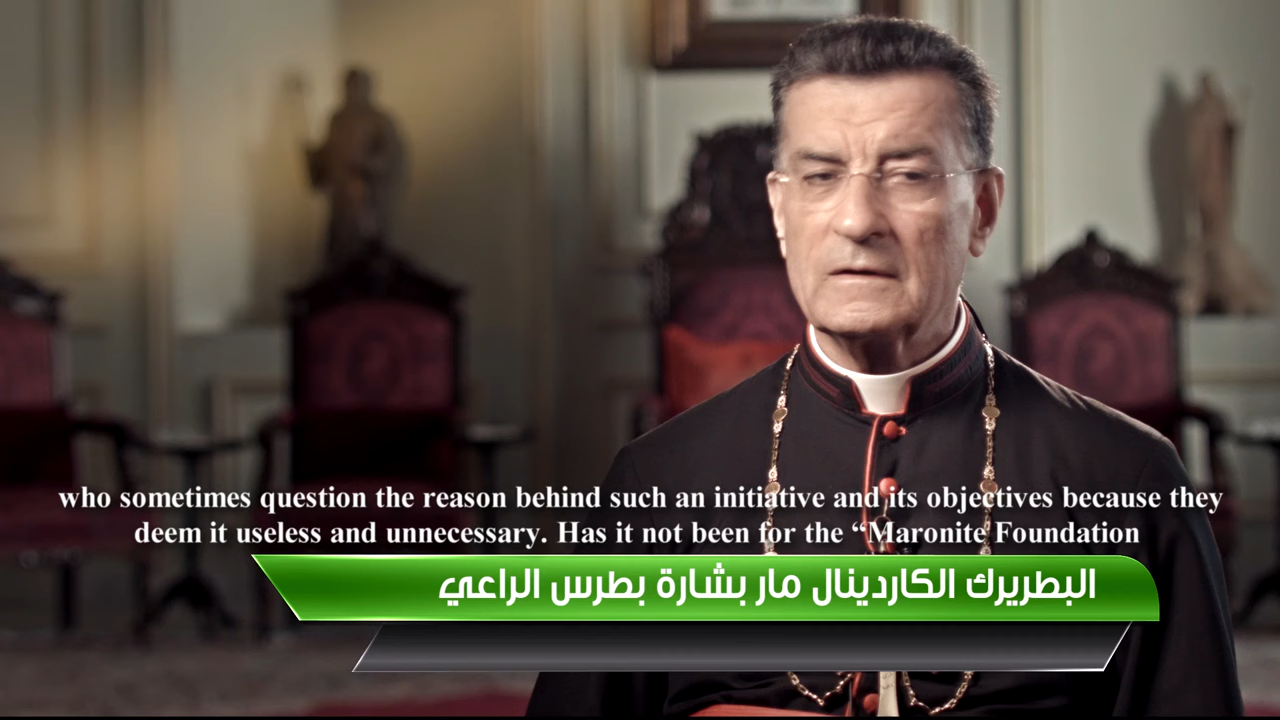 who sometimes question the reason behind such an initiative and its objectives because they
deem it useless and unnecessary. Has it not been for the “Maronite Foundation
البطريرك الكاردينال مار بشارة بطرس الراعي